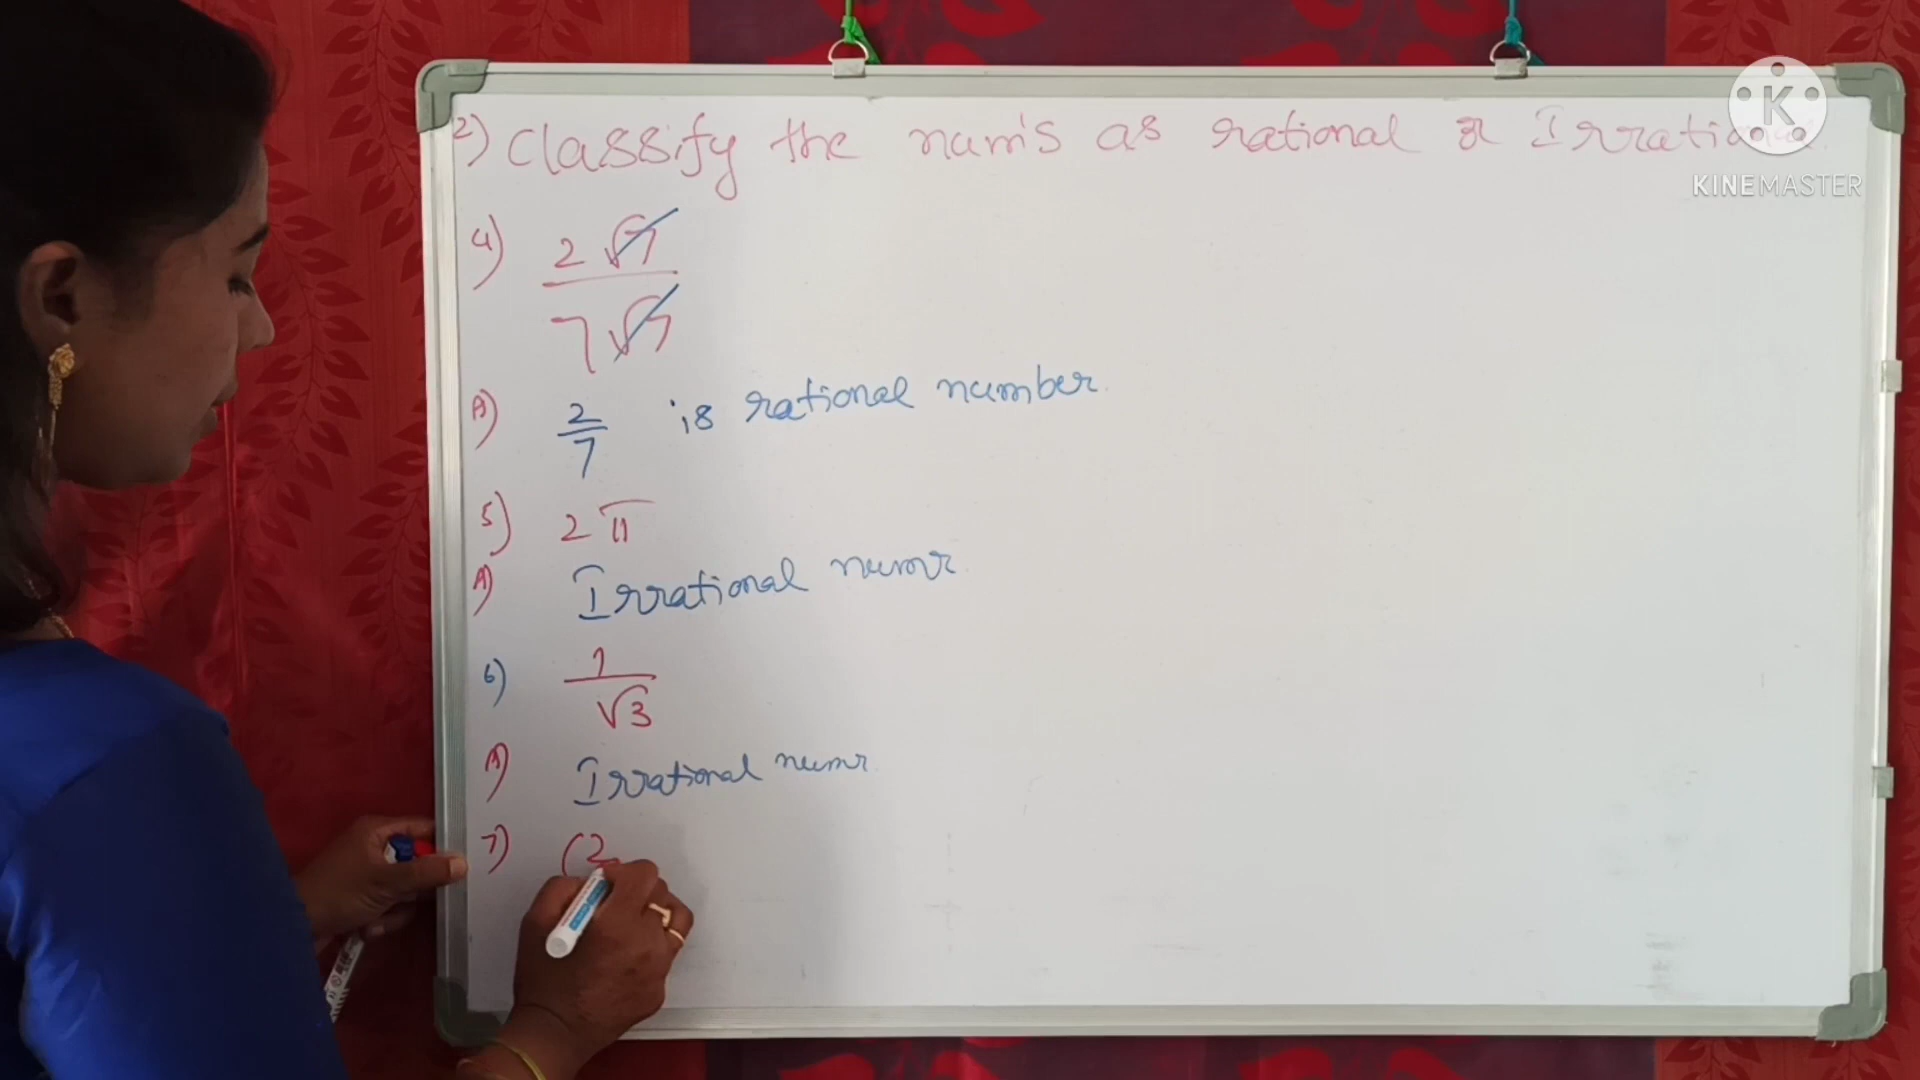 2) Classify the num's as rational or Irrational.
K
KINEMASTER
4) 2√7
7√7
A) 2/7 is rational number.
5) 2π
A) Irrational numr.
6) 1
√3
A) Irrational numr.
7) (2